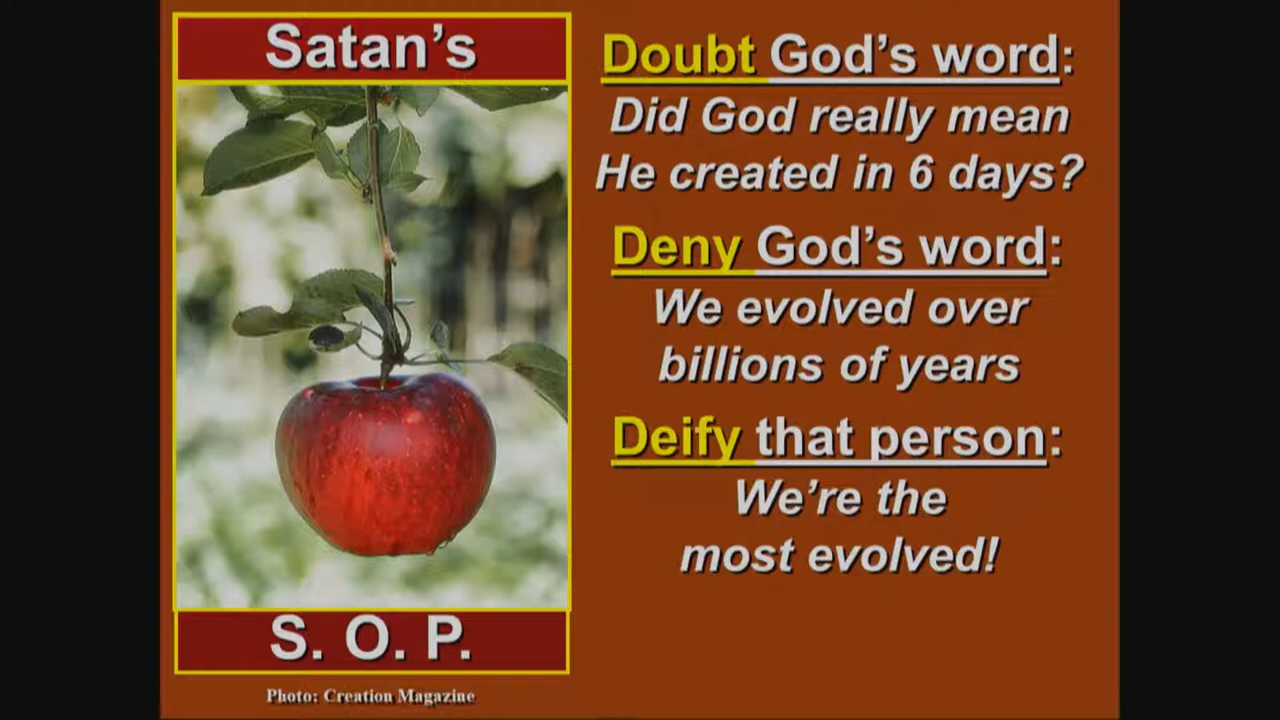 Satan's
S. O. P.
Photo: Creation Magazine
Doubt God's word:
Did God really mean
He created in 6 days?
Deny God's word:
We evolved over
billions of years
Deify that person:
We're the
most evolved!